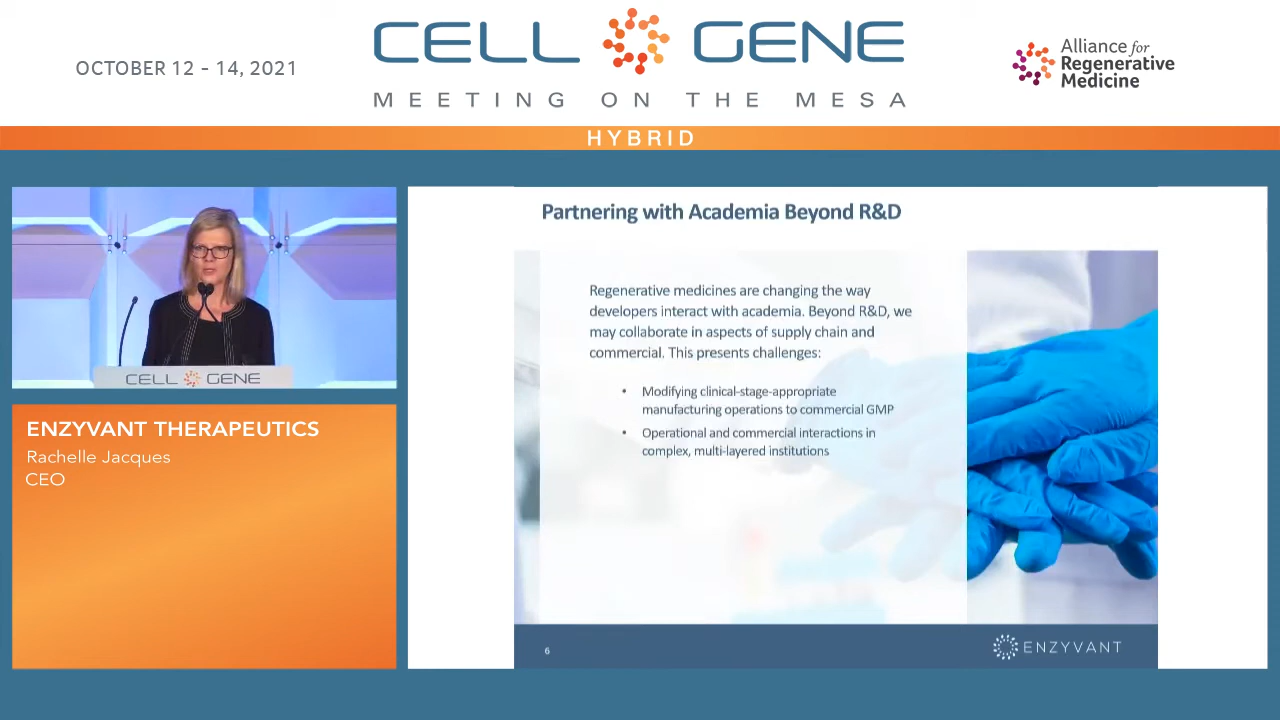 OCTOBER 12 - 14, 2021
CELL GENE
MEETING ON THE MESA
Alliance for
Regenerative
Medicine
HYBRID
CELL GENE
ENZYVANT THERAPEUTICS
Rachelle Jacques
CEO
Partnering with Academia Beyond R&D
Regenerative medicines are changing the way
developers interact with academia. Beyond R&D, we
may collaborate in aspects of supply chain and
commercial. This presents challenges:
• Modifying clinical-stage-appropriate
manufacturing operations to commercial GMP
• Operational and commercial interactions in
complex, multi-layered institutions
6
ENZYVANT